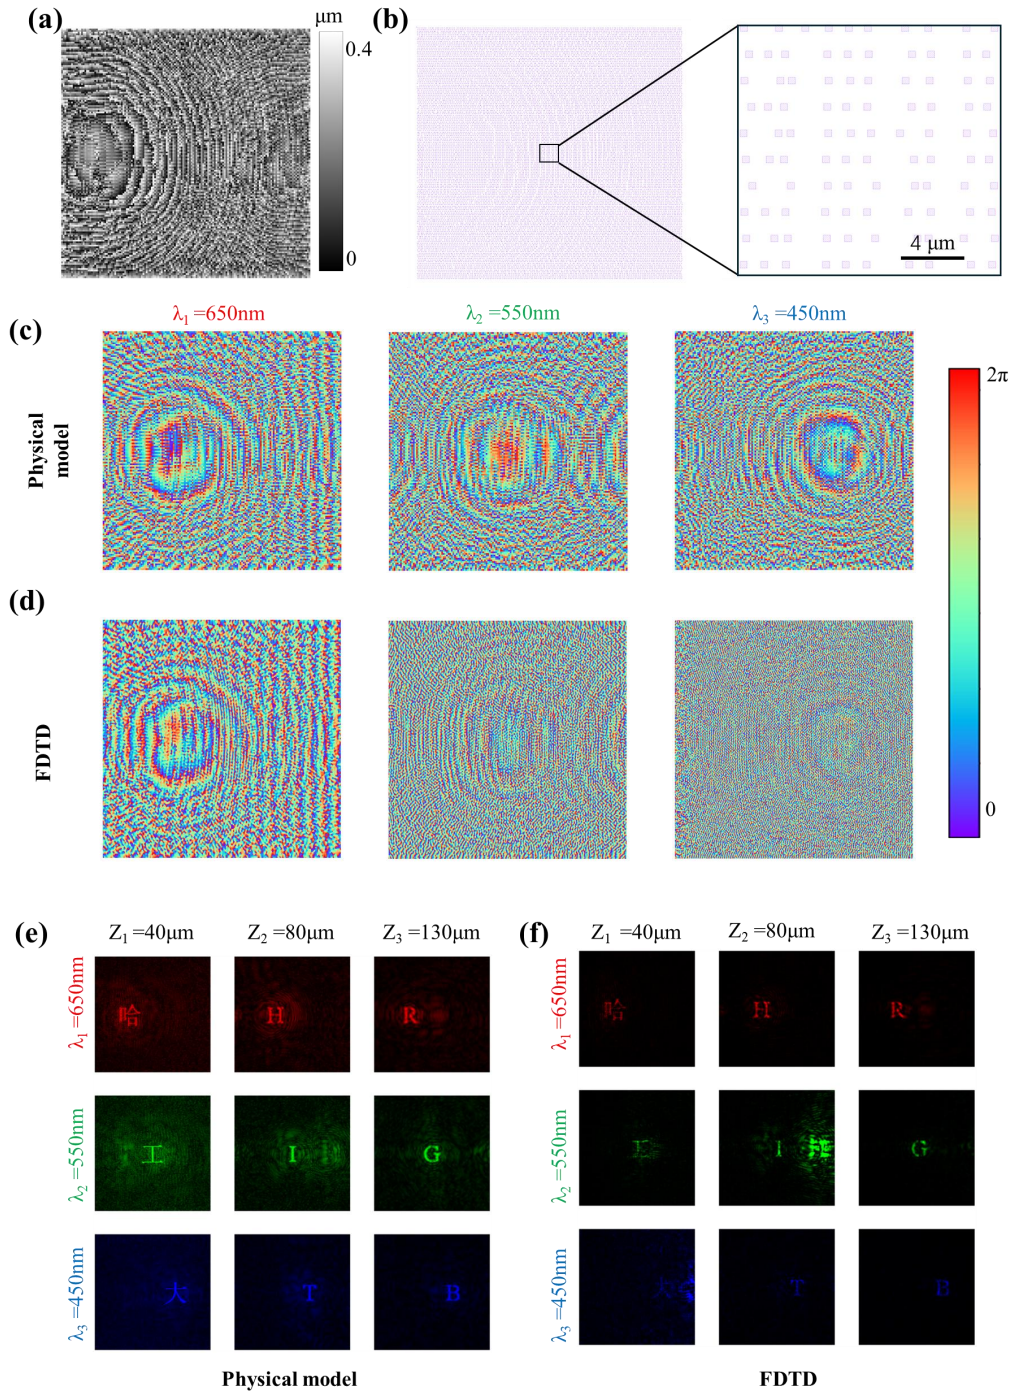 (a)
μm
0.4
0
(b)
4 μm
(c)
λ₁ =650nm
λ₂ =550nm
λ₃ =450nm
Physical
model
2π
0
(d)
FDTD
(e)
Z₁ =40μm
Z₂ =80μm
Z₃ =130μm
λ₁ =650nm
哈
H
R
λ₂ =550nm
工
I
G
λ₃ =450nm
大
T
B
Physical model
(f)
Z₁ =40μm
Z₂ =80μm
Z₃ =130μm
λ₁ =650nm
哈
H
R
λ₂ =550nm
工
I
G
λ₃ =450nm
大
T
B
FDTD